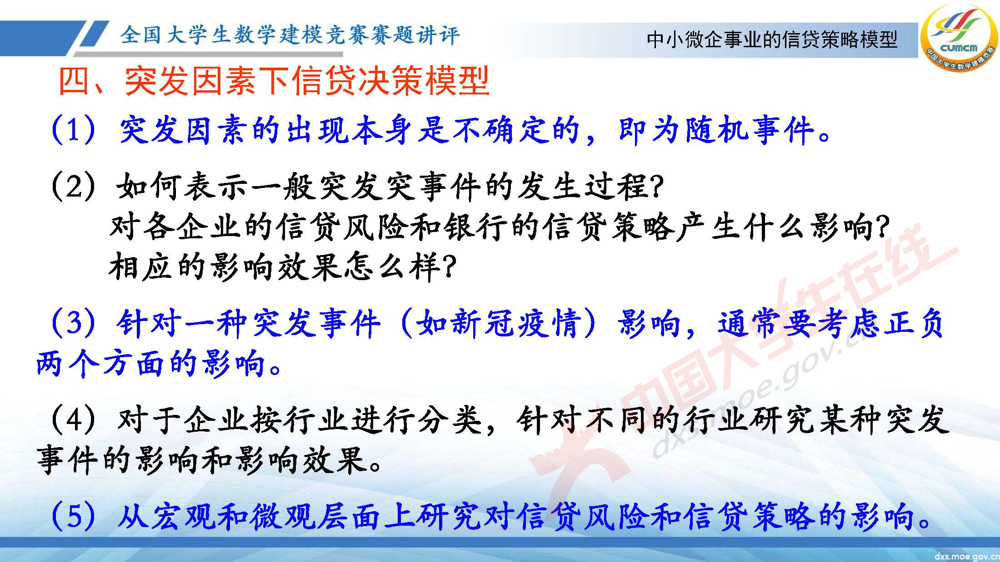 全国大学生数学建模竞赛赛题讲评
中小微企事业的信贷策略模型
CUMCM
中国大学生数学建模竞赛
四、突发因素下信贷决策模型
（1）突发因素的出现本身是不确定的，即为随机事件。
（2）如何表示一般突发突事件的发生过程？
对各企业的信贷风险和银行的信贷策略产生什么影响？
相应的影响效果怎么样？
（3）针对一种突发事件（如新冠疫情）影响，通常要考虑正负
两个方面的影响。
（4）对于企业按行业进行分类，针对不同的行业研究某种突发
事件的影响和影响效果。
（5）从宏观和微观层面上研究对信贷风险和信贷策略的影响。
中国大学生在线
dxs.moe.gov.cn
dxs.moe.gov.cn